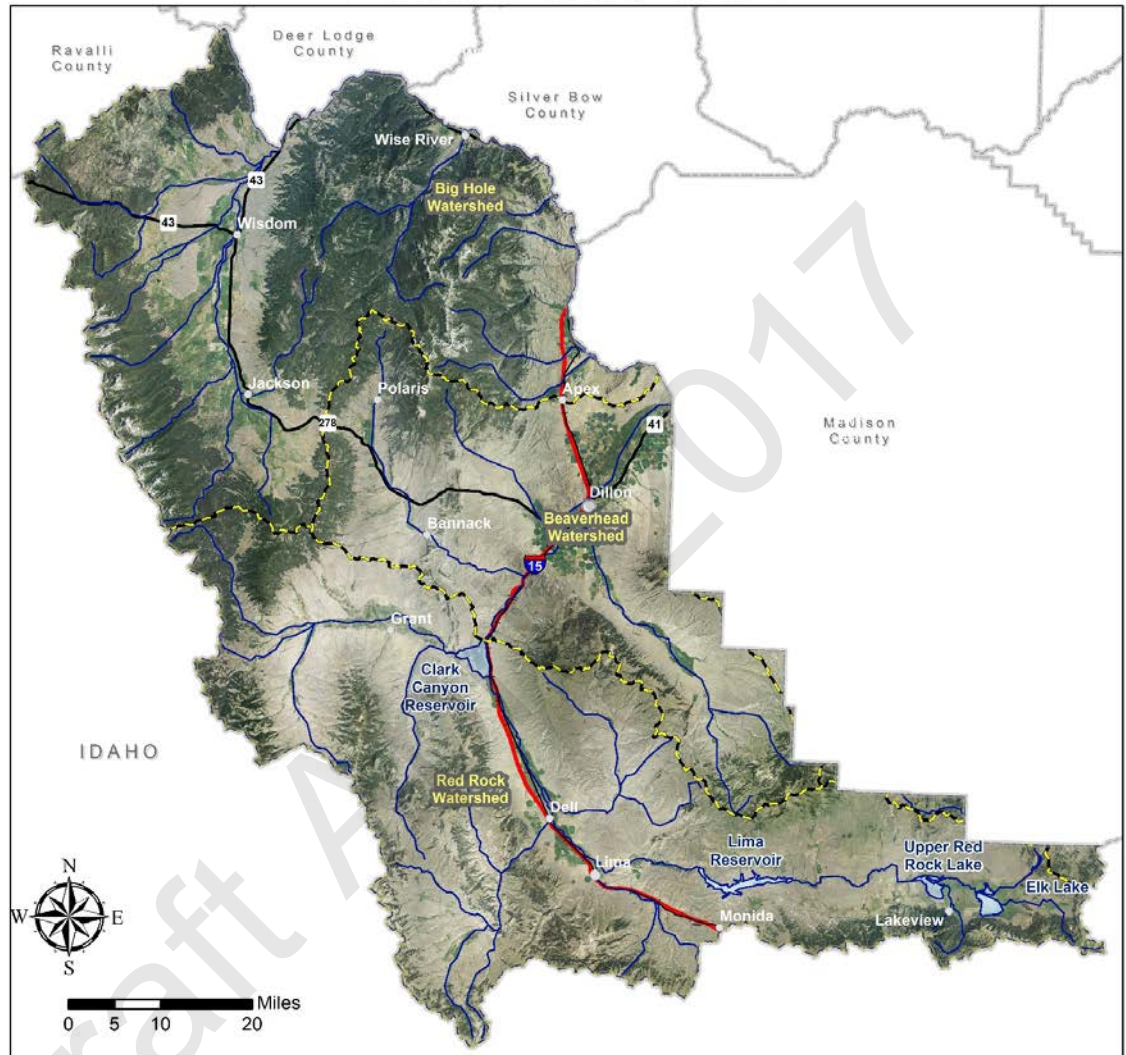 Ravalli
County
Deer Lodge
County
Silver Bow
County
Wise River
Big Hole
Watershed
43
43
Wisdom
Jackson
Polaris
Apex
278
41
Madison
County
Dillon
Beaverhead
Watershed
Bannack
15
Grant
Clark
Canyon
Reservoir
IDAHO
Red Rock
Watershed
Dell
Lima
Lima
Reservoir
Upper Red
Rock Lake
Elk Lake
Monida
Lakeview
N
W E
S
Miles
0 5 10 20
raft A
2017